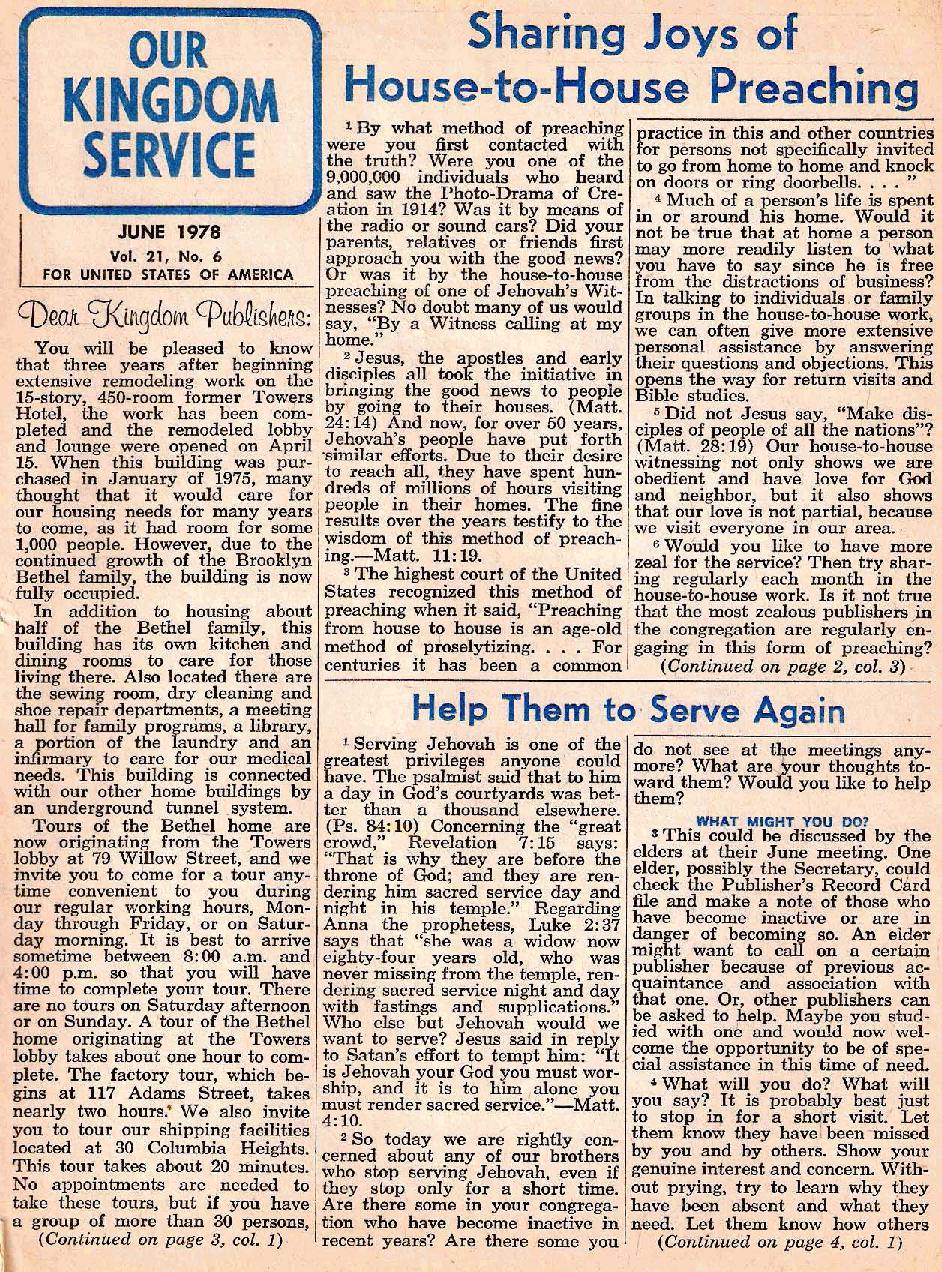 OUR
KINGDOM
SERVICE
JUNE 1978
Vol. 21, No. 6
FOR UNITED STATES OF AMERICA
Dear Kingdom Publishers:
You will be pleased to know
that three years after beginning
extensive remodeling work on the
15-story, 450-room former Towers
Hotel, the work has been com-
pleted and the remodeled lobby
and lounge were opened on April
15. When this building was pur-
chased in January of 1975, many
thought that it would care for
our housing needs for many years
to come, as it had room for some
1,000 people. However, due to the
continued growth of the Brooklyn
Bethel family, the building is now
fully occupied.
In addition to housing about
half of the Bethel family, this
building has its own kitchen and
dining rooms to care for those
living there. Also located there are
the sewing room, dry cleaning and
shoe repair departments, a meeting
hall for family programs, a library,
a portion of the laundry and an
infirmary to care for our medical
needs. This building is connected
with our other home buildings by
an underground tunnel system.
Tours of the Bethel home are
now originating from the Towers
lobby at 79 Willow Street, and we
invite you to come for a tour any-
time convenient to you during
our regular working hours, Mon-
day through Friday, or on Satur-
day morning. It is best to arrive
sometime between 8:00 a.m. and
4:00 p.m. so that you will have
time to complete your tour. There
are no tours on Saturday afternoon
or on Sunday. A tour of the Bethel
home originating at the Towers
lobby takes about one hour to com-
plete. The factory tour, which be-
gins at 117 Adams Street, takes
nearly two hours. We also invite
you to tour our shipping facilities
located at 30 Columbia Heights.
This tour takes about 20 minutes.
No appointments are needed to
take these tours, but if you have
a group of more than 30 persons,
(Continued on page 3, col. 1)
Sharing Joys of
House-to-House Preaching
1 By what method of preaching
were you first contacted with
the truth? Were you one of the
9,000,000 individuals who heard
and saw the Photo-Drama of Cre-
ation in 1914? Was it by means of
the radio or sound cars? Did your
parents, relatives or friends first
approach you with the good news?
Or was it by the house-to-house
preaching of one of Jehovah's Wit-
nesses? No doubt many of us would
say, "By a Witness calling at my
home."
2 Jesus, the apostles and early
disciples all took the initiative in
bringing the good news to people
by going to their houses. (Matt.
24:14) And now, for over 50 years,
Jehovah's people have put forth
similar efforts. Due to their desire
to reach all, they have spent hun-
dreds of millions of hours visiting
people in their homes. The fine
results over the years testify to the
wisdom of this method of preach-
ing.—Matt. 11:19.
3 The highest court of the United
States recognized this method of
preaching when it said, "Preaching
from house to house is an age-old
method of proselytizing. . . . For
centuries it has been a common
practice in this and other countries
for persons not specifically invited
to go from home to home and knock
on doors or ring doorbells. . . . "
4 Much of a person's life is spent
in or around his home. Would it
not be true that at home a person
may more readily listen to what
you have to say since he is free
from the distractions of business?
In talking to individuals or family
groups in the house-to-house work,
we can often give more extensive
personal assistance by answering
their questions and objections. This
opens the way for return visits and
Bible studies.
5 Did not Jesus say, "Make dis-
ciples of people of all the nations"?
(Matt. 28:19) Our house-to-house
witnessing not only shows we are
obedient and have love for God
and neighbor, but it also shows
that our love is not partial, because
we visit everyone in our area.
6 Would you like to have more
zeal for the service? Then try shar-
ing regularly each month in the
house-to-house work. Is it not true
that the most zealous publishers in
the congregation are regularly en-
gaging in this form of preaching?
(Continued on page 2, col. 3)
Help Them to Serve Again
1 Serving Jehovah is one of the
greatest privileges anyone could
have. The psalmist said that to him
a day in God's courtyards was bet-
ter than a thousand elsewhere.
(Ps. 84:10) Concerning the "great
crowd," Revelation 7:15 says:
"That is why they are before the
throne of God; and they are ren-
dering him sacred service day and
night in his temple." Regarding
Anna the prophetess, Luke 2:37
says that "she was a widow now
eighty-four years old, who was
never missing from the temple, ren-
dering sacred service night and day
with fastings and supplications."
Who else but Jehovah would we
want to serve? Jesus said in reply
to Satan's effort to tempt him: "It
is Jehovah your God you must wor-
ship, and it is to him alone you
must render sacred service."—Matt.
4:10.
2 So today we are rightly con-
cerned about any of our brothers
who stop serving Jehovah, even if
they stop only for a short time.
Are there some in your congrega-
tion who have become inactive in
recent years? Are there some you
do not see at the meetings any-
more? What are your thoughts to-
ward them? Would you like to help
them?
WHAT MIGHT YOU DO?
3 This could be discussed by the
elders at their June meeting. One
elder, possibly the Secretary, could
check the Publisher's Record Card
file and make a note of those who
have become inactive or are in
danger of becoming so. An elder
might want to call on a certain
publisher because of previous ac-
quaintance and association with
that one. Or, other publishers can
be asked to help. Maybe you stud-
ied with one and would now wel-
come the opportunity to be of spe-
cial assistance in this time of need.
4 What will you do? What will
you say? It is probably best just
to stop in for a short visit. Let
them know they have been missed
by you and by others. Show your
genuine interest and concern. With-
out prying, try to learn why they
have been absent and what they
need. Let them know how others
(Continued on page 4, col. 1)